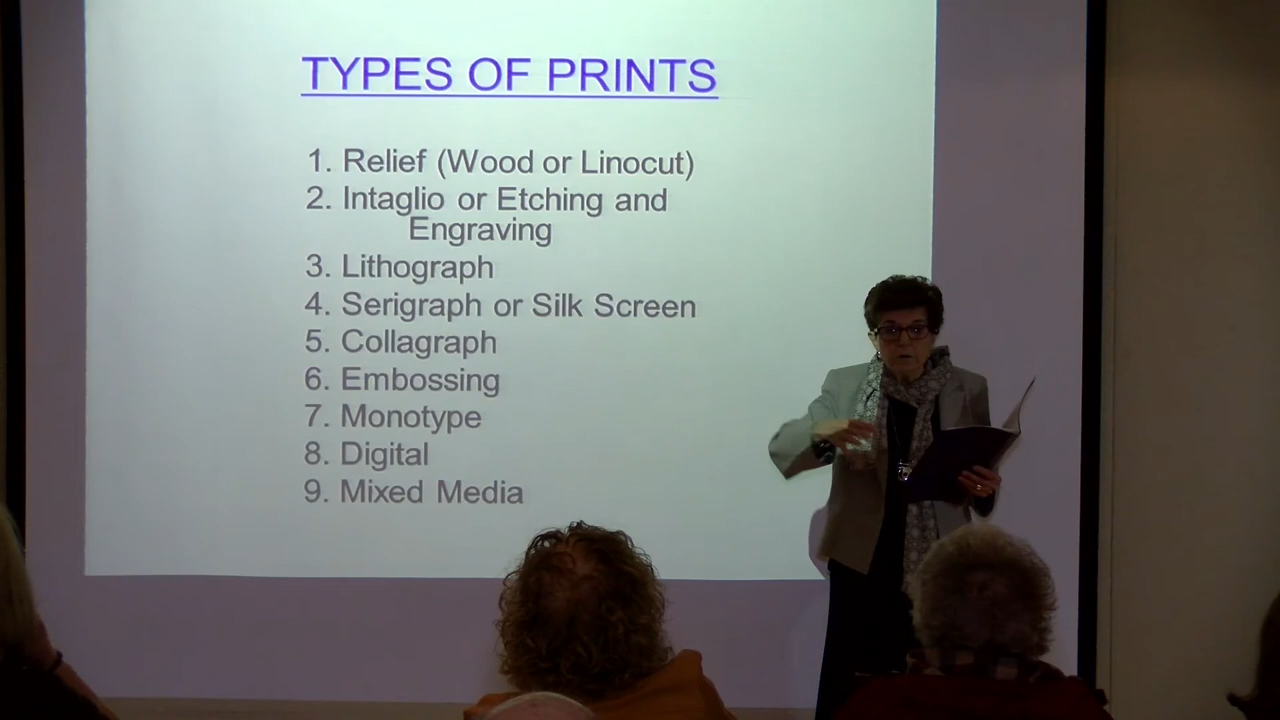 TYPES OF PRINTS
1. Relief (Wood or Linocut)
2. Intaglio or Etching and
Engraving
3. Lithograph
4. Serigraph or Silk Screen
5. Collagraph
6. Embossing
7. Monotype
8. Digital
9. Mixed Media